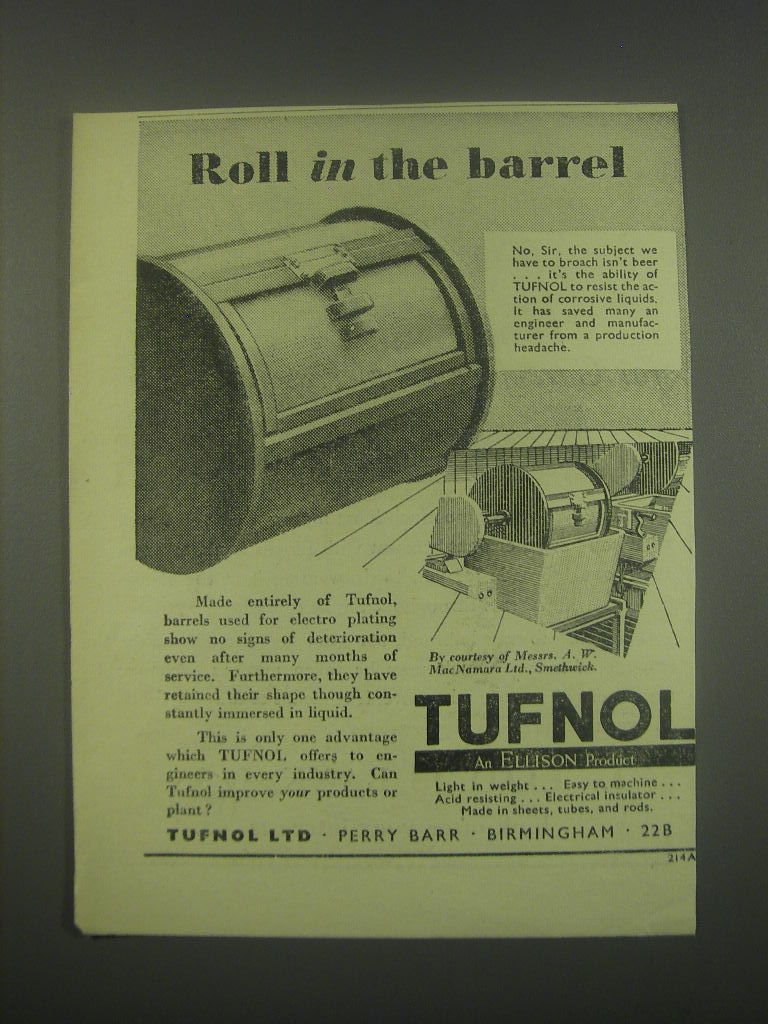 Roll in the barrel
No, Sir, the subject we
have to broach isn't beer
. . . it's the ability of
TUFNOL to resist the ac-
tion of corrosive liquids.
It has saved many an
engineer and manufac-
turer from a production
headache.
Made entirely of Tufnol,
barrels used for electro plating
show no signs of deterioration
even after many months of
service. Furthermore, they have
retained their shape though con-
stantly immersed in liquid.
This is only one advantage
which TUFNOL offers to en-
gineers in every industry. Can
Tufnol improve your products or
plant?
By courtesy of Messrs. A. W.
MacNamara Ltd., Smethwick.
TUFNOL
An ELLISON Product
Light in weight . . . Easy to machine . . .
Acid resisting . . . Electrical insulator . . .
Made in sheets, tubes, and rods.
TUFNOL LTD · PERRY BARR · BIRMINGHAM · 22B
214A